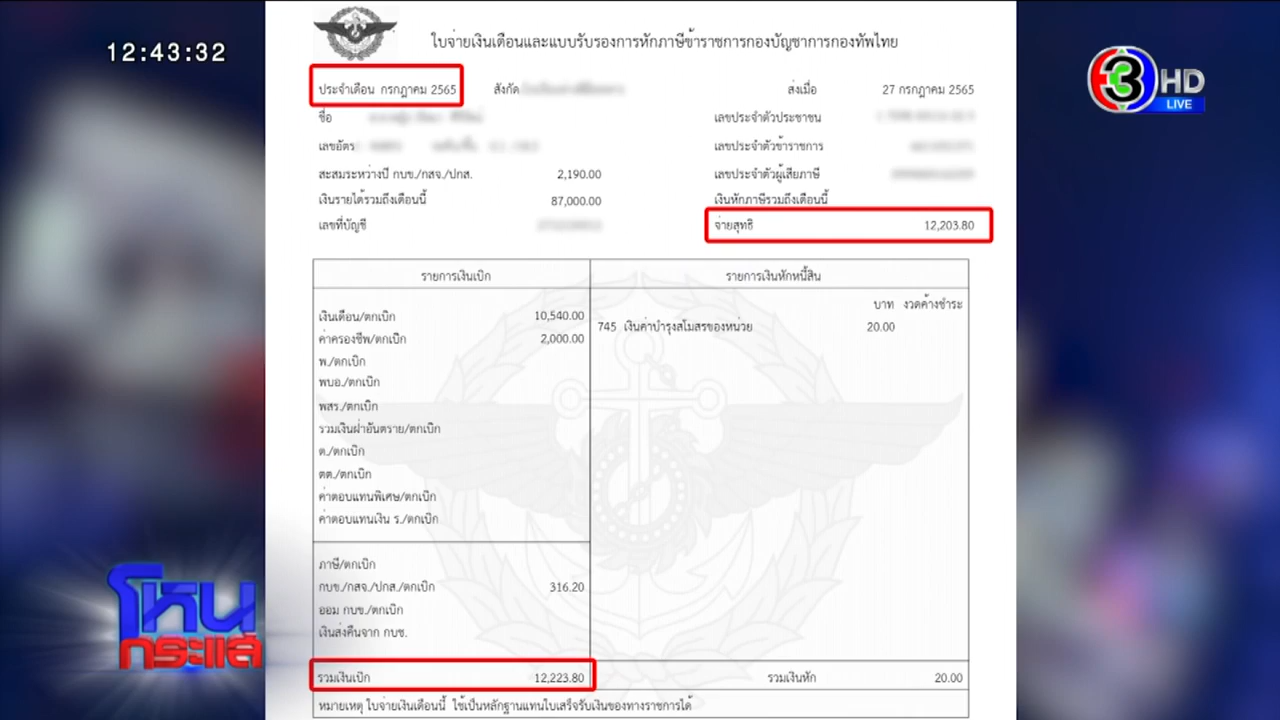 12:43:32
3 HD
LIVE
ใบจ่ายเงินเดือนและแบบรับรองการหักภาษีข้าราชการกองบัญชาการกองทัพไทย
ประจำเดือน กรกฎาคม 2565 สังกัด ส่งเมื่อ 27 กรกฎาคม 2565
ชื่อ เลขประจำตัวประชาชน
เลขอัตรา เลขประจำตัวข้าราชการ
สะสมระหว่างปี กบข./กสจ./ปกส. 2,190.00 เลขประจำตัวผู้เสียภาษี
เงินรายได้รวมถึงเดือนนี้ 87,000.00 เงินหักภาษีรวมถึงเดือนนี้
เลขที่บัญชี จ่ายสุทธิ 12,203.80
รายการเงินเบิก รายการเงินหักหนี้สิน
บาท งวดค้างชำระ
เงินเดือน/ตกเบิก 10,540.00
745 เงินค่าบำรุงสโมสรของหน่วย 20.00
ค่าครองชีพ/ตกเบิก 2,000.00
พ./ตกเบิก
พบอ./ตกเบิก
พสร./ตกเบิก
รวมเงินฝ่าอันตราย/ตกเบิก
ต./ตกเบิก
ตต./ตกเบิก
ค่าตอบแทนพิเศษ/ตกเบิก
ค่าตอบแทนเงิน ร./ตกเบิก
ภาษี/ตกเบิก
กบข./กสจ./ปกส./ตกเบิก 316.20
ออม กบข./ตกเบิก
เงินส่งคืนจาก กบข.
รวมเงินเบิก 12,223.80 รวมเงินหัก 20.00
หมายเหตุ ใบจ่ายเงินเดือนนี้ ใช้เป็นหลักฐานแทนใบเสร็จรับเงินของทางราชการได้
โหน
กระแส